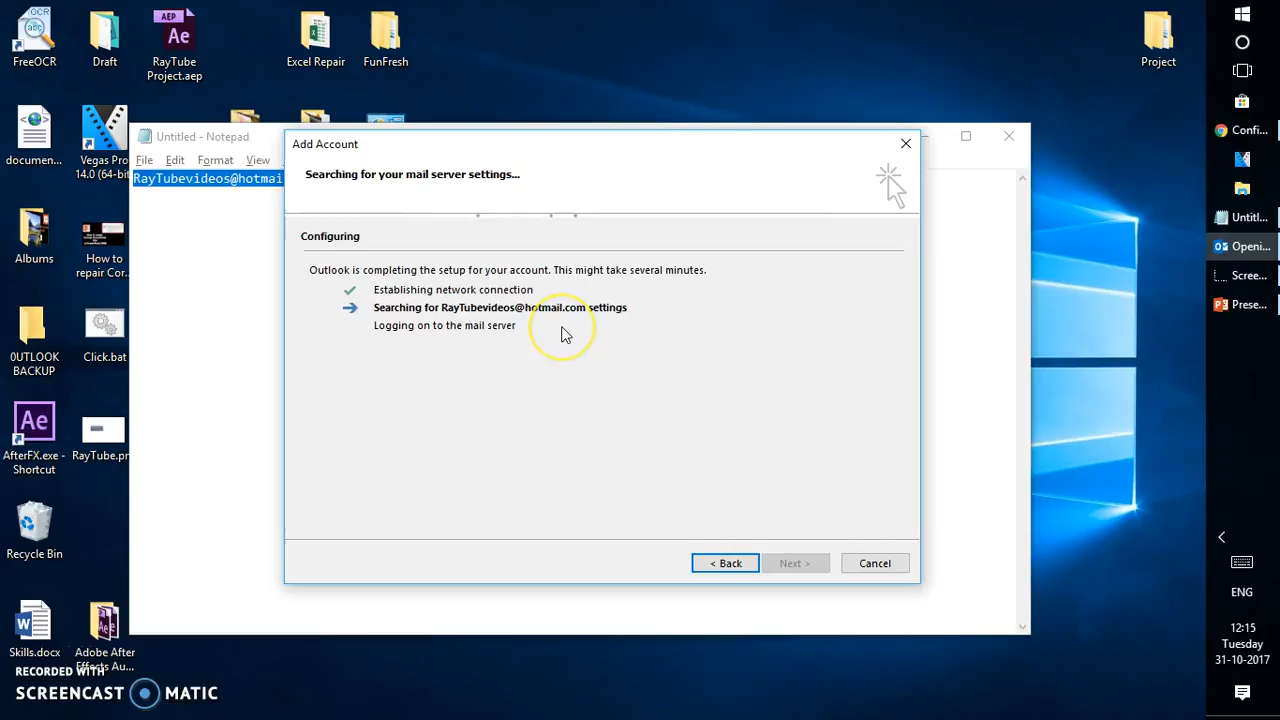 OCR
abc
FreeOCR
Draft
AEP
Ae
RayTube
Project.aep
Excel Repair
FunFresh
Project
documen...
Vegas Pro
14.0 (64-bit
Albums
How to
repair Cor...
0UTLOOK
BACKUP
Click.bat
Ae
AfterFX.exe -
Shortcut
RayTube.pn
Recycle Bin
Skills.docx
Adobe After
Effects Au...
Untitled - Notepad
File Edit Format View
RayTubevideos@hotmai
Add Account
Searching for your mail server settings...
Configuring
Outlook is completing the setup for your account. This might take several minutes.
Establishing network connection
Searching for RayTubevideos@hotmail.com settings
Logging on to the mail server
< Back
Next >
Cancel
Confi...
Untitl...
Openi...
Scree...
Prese...
ENG
12:15
Tuesday
31-10-2017
RECORDED WITH
SCREENCAST MATIC